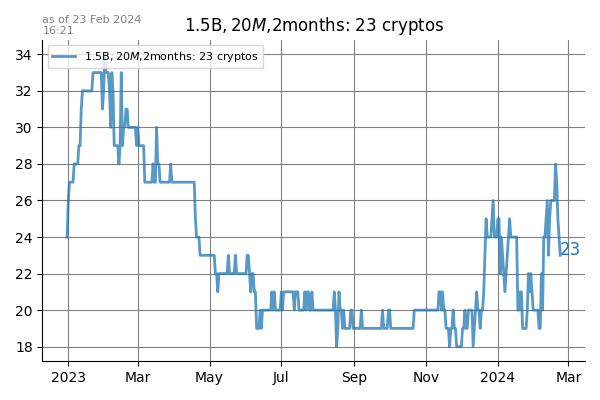 as of 23 Feb 2024
16:21
1.5B, 20M,2months: 23 cryptos
1.5B, 20M,2months: 23 cryptos
34
32
30
28
26
24
22
20
18
23
2023
Mar
May
Jul
Sep
Nov
2024
Mar